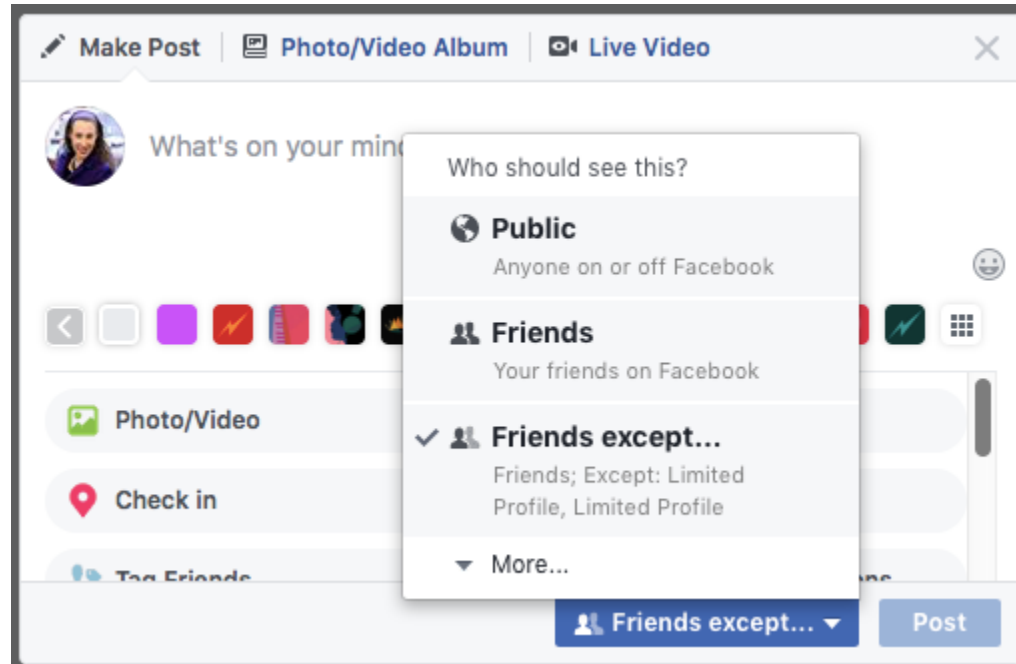 Make Post
Photo/Video Album
Live Video
What's on your
Who should see this?
Public
Anyone on or off Facebook
Friends
Your friends on Facebook
Friends except...
Friends; Except: Limited
Profile, Limited Profile
More...
Photo/Video
Check in
Tag Friends
Friends except...
Post